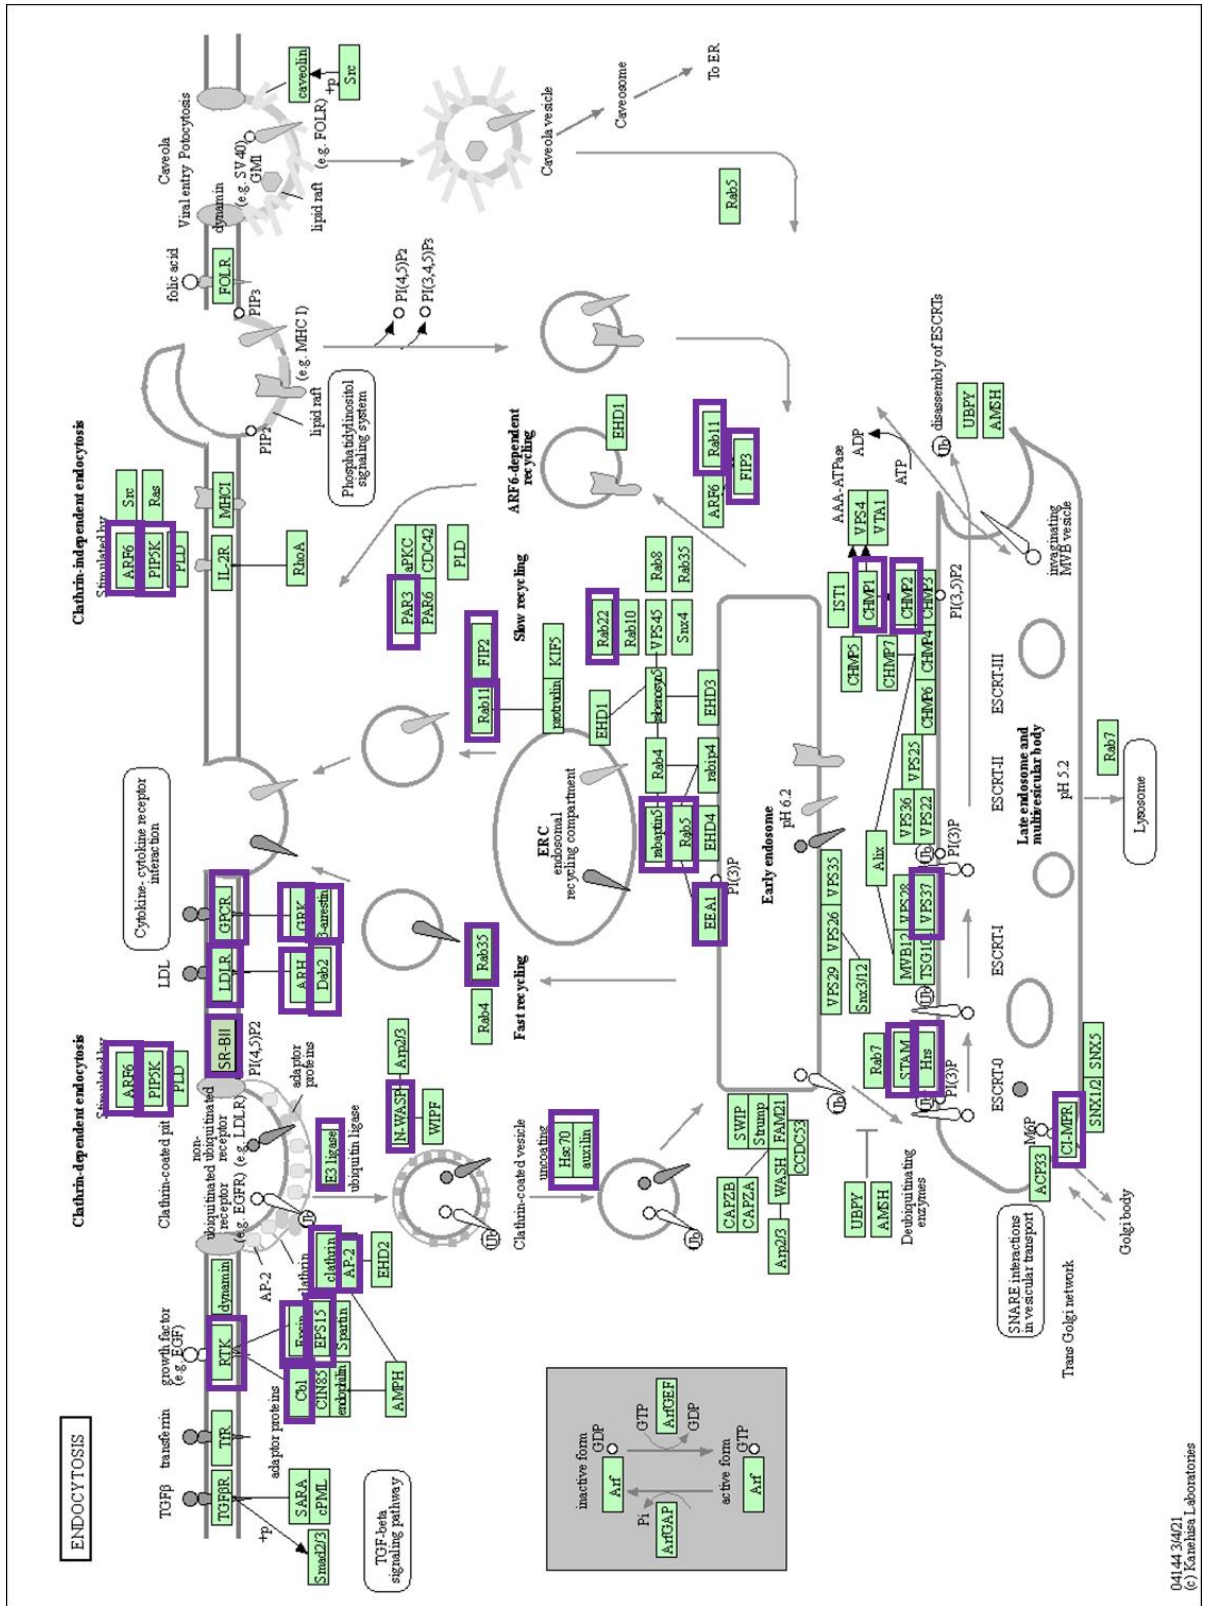 ENDOCYTOSIS
TGFβ
transferrin
growth factor
(e.g. EGF)
TGFβR
TfR
RTK
dynamin
+p
adaptor proteins
Smad2/3
SARA
cPML
Cbl
CIN85
endophilin
Epsin
EPS15
Spartin
AMPH
clathrin
AP-2
EHD2
TGF-beta
signaling pathway
AP-2
clathrin
Clathrin-dependent endocytosis
Stimulated by
ARF6
PIP5K
PLD
Clathrin-coated pit
ubiquitinated
receptor
(e.g. EGFR)
non-
ubiquitinated
receptor
(e.g. LDLR)
Ub
SR-BII
PI(4,5)P2
adaptor
proteins
E3 ligase
ubiquitin ligase
N-WASP
Arp2/3
WIPF
Clathrin-coated vesicle
uncoating
Hsc70
auxilin
Ub
Ub
LDL
LDLR
GPCR
ARH
Dab2
GRK
β-arrestin
Cytokine-cytokine receptor
interaction
Rab4
Rab35
Fast recycling
Clathrin-independent endocytosis
Stimulated by
ARF6
PIP5K
PLD
Src
Ras
IL-2R
MHCI
RhoA
PIP2
PIP3
lipid raft
(e.g. MHC I)
Phosphatidylinositol
signaling system
PI(4,5)P2
PI(3,4,5)P3
folic acid
FOLR
Caveola
Viral entry Potocytosis
dynamin
(e.g. SV40)
GM1
(e.g. FOLR)
lipid raft
caveolin
+p
Src
Caveola vesicle
Caveosome
To ER
Rab5
PAR3
aPKC
PAR6
CDC42
PLD
Rab11
FIP2
Slow recycling
protrudin
KIF5
ERC
endosomal
recycling compartment
EHD1
Rab22
Rab10
rabaptin5
Rab4
rabenosyn5
VPS45
Rab8
Rab35
Snx4
Rab5
EHD4
rabip4
EHD3
EEA1
PI(3)P
ARF6-dependent
recycling
EHD1
ARF6
Rab11
FIP3
Early endosome
pH 6.2
SWIP
Strump
CAPZB
CAPZA
WASH
FAM21
CCDC53
Arp2/3
VPS29
VPS26
VPS35
Snx3/12
Ub
UBPY
AMSH
Deubiquitinating
enzymes
Rab7
STAM
Hrs
Ub
PI(3)P
Alix
MVB12
VPS28
TSG101
VPS37
Ub
VPS36
VPS25
VPS22
Ub
PI(3)P
CHMP5
IST1
CHMP1
CHMP7
CHMP2
CHMP6
CHMP4
CHMP3
PI(3,5)P2
AAA-ATPase
VPS4
VTA1
ADP
ATP
Ub
disassembly of ESCRTs
UBPY
AMSH
invaginating
MVB vesicle
ESCRT-0
ESCRT-I
ESCRT-II
ESCRT-III
Late endosome and
multivesicular body
pH 5.2
Rab7
Lysosome
SNARE interactions
in vesicular transport
ACP33
M6P
CI-MPR
SNX1/2
SNX5
Trans Golgi network
Golgi body
inactive form
Arf
GDP
GTP
ArfGEF
GDP
Pi
ArfGAP
active form
Arf
GTP
04144 3/4/21
(c) Kanehisa Laboratories